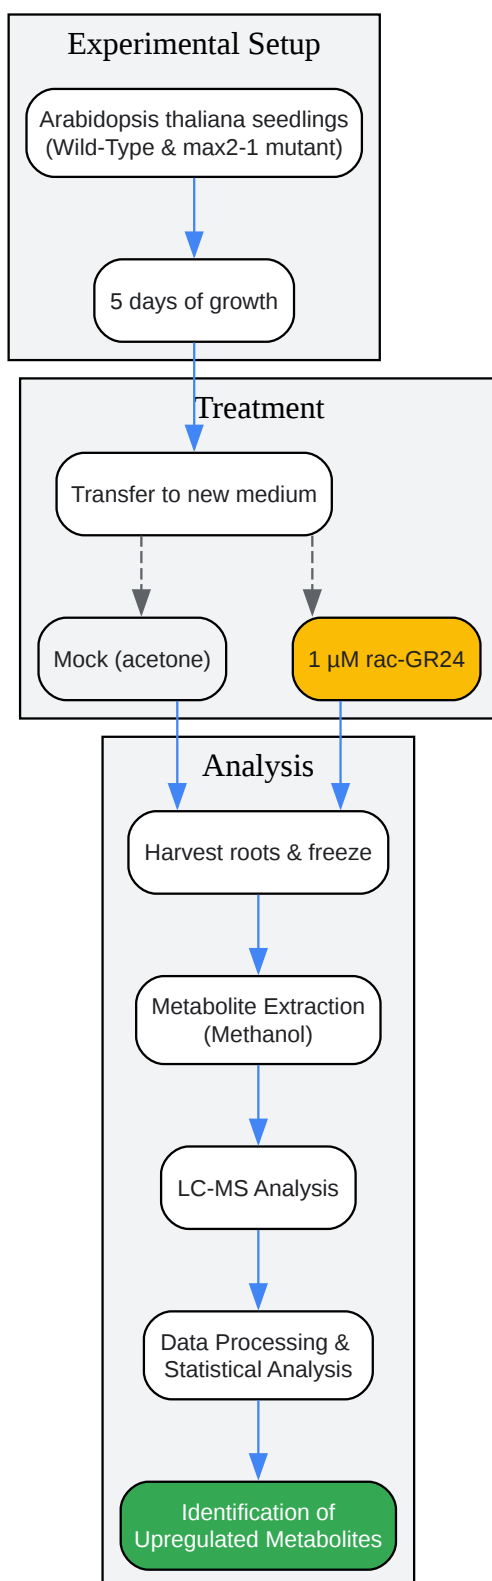 Experimental Setup
Arabidopsis thaliana seedlings
(Wild-Type & max2-1 mutant)
5 days of growth
Treatment
Transfer to new medium
Mock (acetone)
1 µM rac-GR24
Analysis
Harvest roots & freeze
Metabolite Extraction
(Methanol)
LC-MS Analysis
Data Processing &
Statistical Analysis
Identification of
Upregulated Metabolites